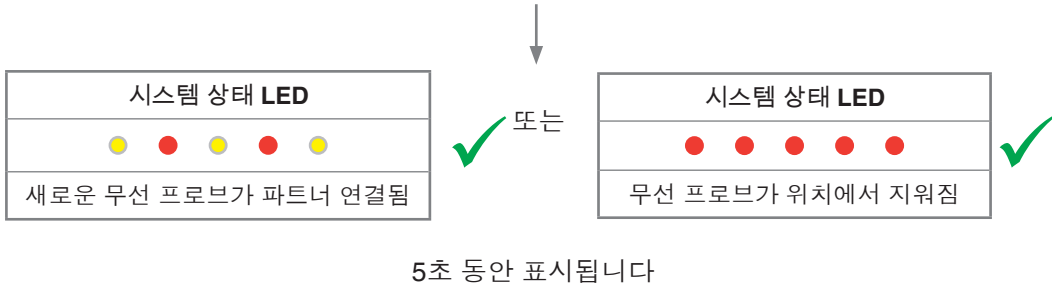 시스템 상태 LED
새로운 무선 프로브가 파트너 연결됨
또는
시스템 상태 LED
무선 프로브가 위치에서 지워짐
5초 동안 표시됩니다